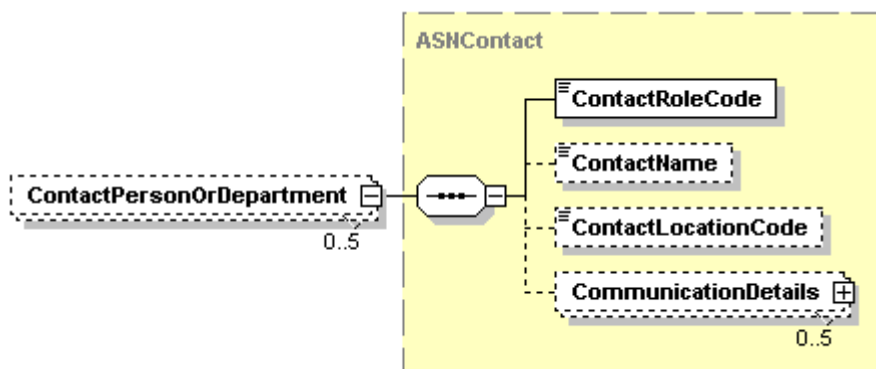 ASNContact
ContactRoleCode
ContactName
ContactPersonOrDepartment
0..5
ContactLocationCode
CommunicationDetails
0..5